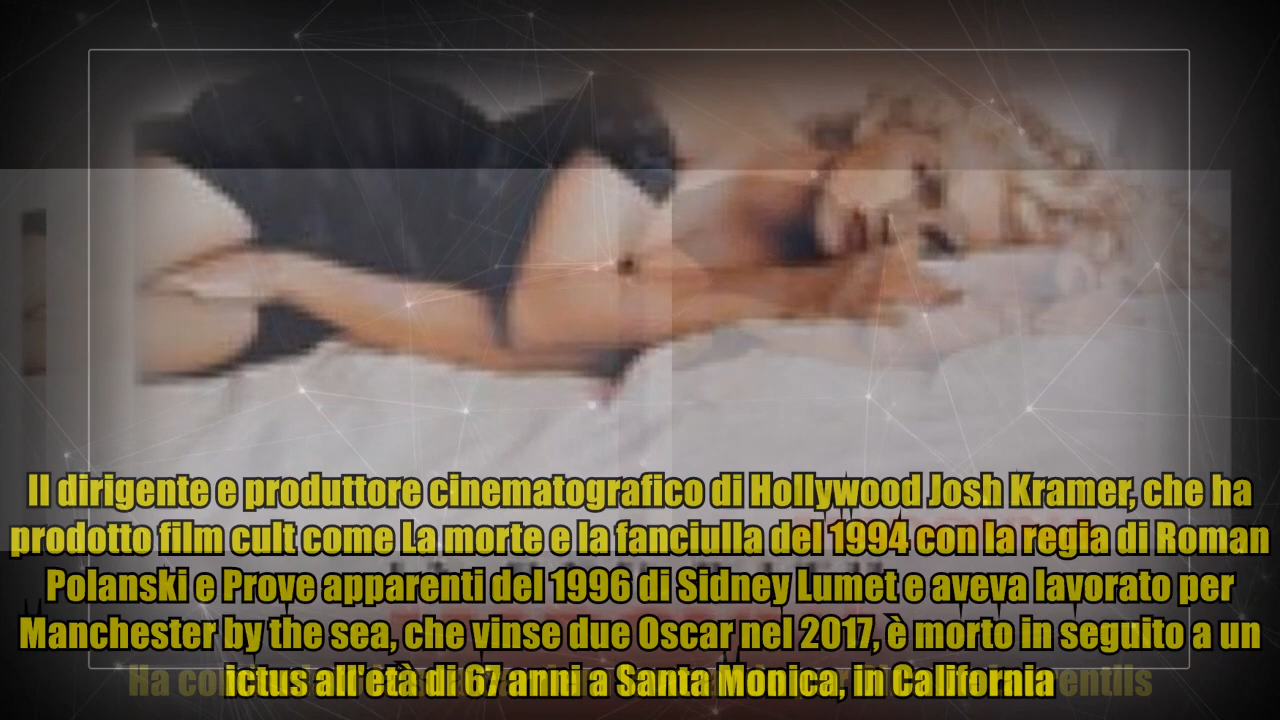 Il dirigente e produttore cinematografico di Hollywood Josh Kramer, che ha
prodotto film cult come La morte e la fanciulla del 1994 con la regia di Roman
Polanski e Prove apparenti del 1996 di Sidney Lumet e aveva lavorato per
Manchester by the sea, che vinse due Oscar nel 2017, è morto in seguito a un
ictus all'età di 67 anni a Santa Monica, in California